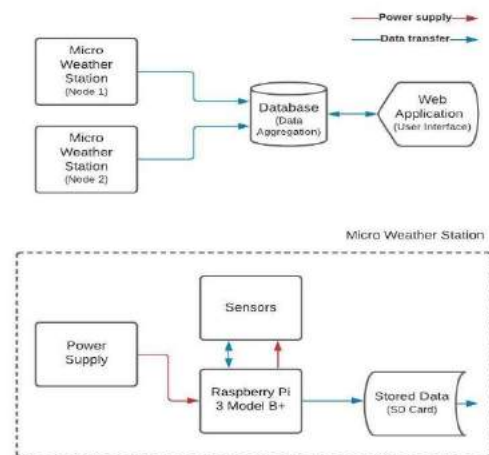 Power supply
Data transfer
Micro
Weather
Station
(Node 1)
Micro
Weather
Station
(Node 2)
Database
(Data
Aggregation)
Web
Application
(User Interface)
Micro Weather Station
Sensors
Power
Supply
Raspberry Pi
3 Model B+
Stored Data
(SD Card)